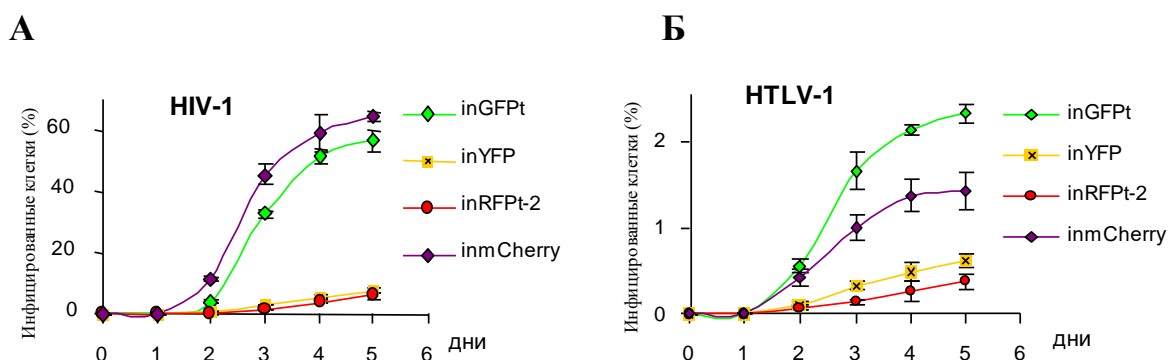 А
Б
HIV-1
Инфицированные клетки (%)
60
40
20
0
0 1 2 3 4 5 6 дни
inGFPt
inYFP
inRFPt-2
inmCherry
HTLV-1
Инфицированные клетки (%)
2
1
0
0 1 2 3 4 5 6 дни
inGFPt
inYFP
inRFPt-2
inmCherry